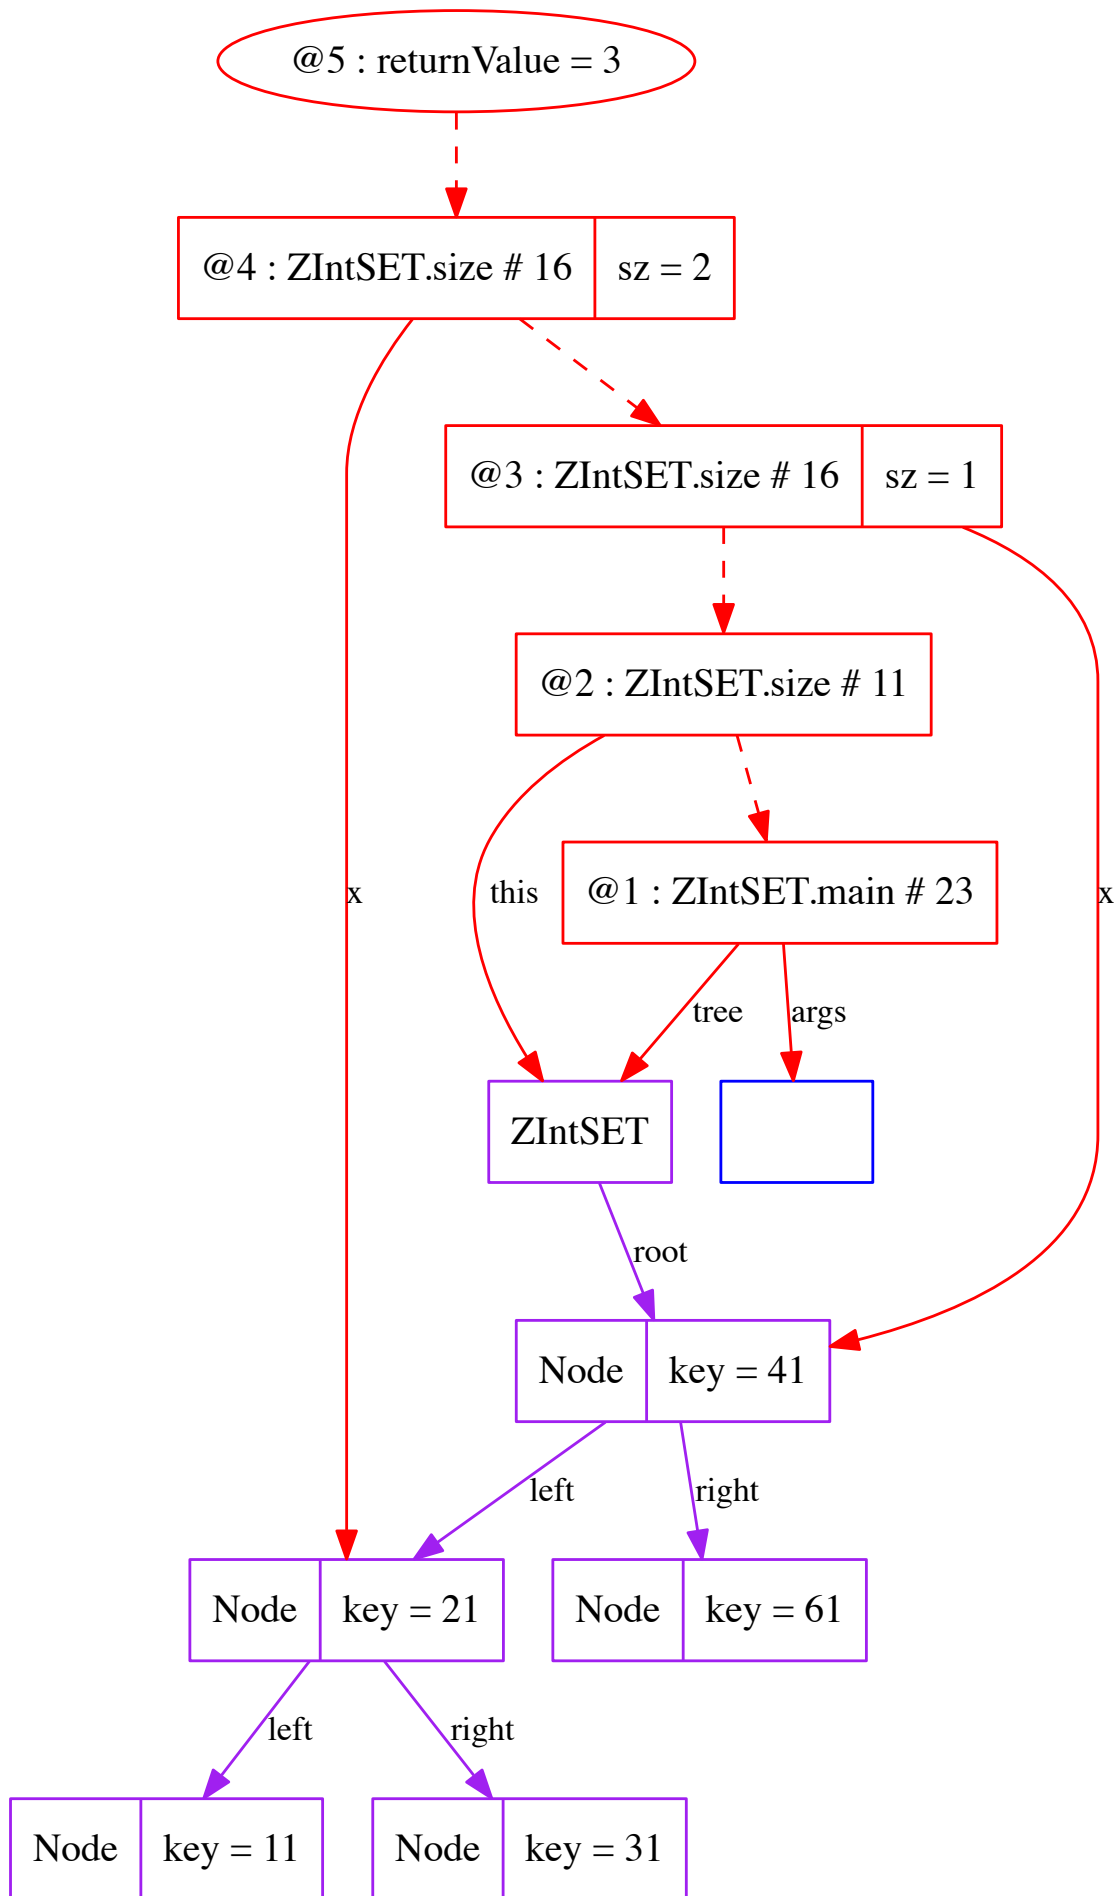 @5 : returnValue = 3
@4 : ZIntSET.size # 16
sz = 2
@3 : ZIntSET.size # 16
sz = 1
@2 : ZIntSET.size # 11
x
this
@1 : ZIntSET.main # 23
x
tree
args
ZIntSET
root
Node
key = 41
left
right
Node
key = 21
Node
key = 61
left
right
Node
key = 11
Node
key = 31